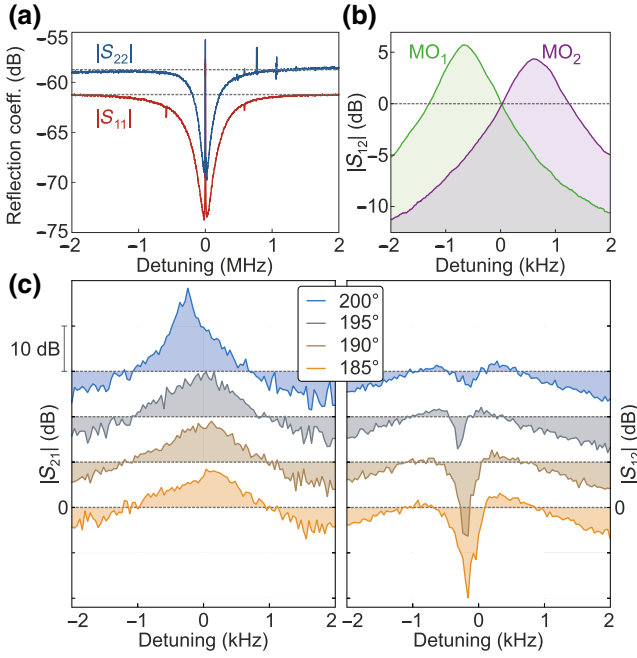 (a)
Reflection coeff. (dB)
−55
−60
−65
−70
−75
|S₂₂|
|S₁₁|
−2 −1 0 1 2
Detuning (MHz)
(b)
|S₁₂| (dB)
5
0
−5
−10
MO₁
MO₂
−2 −1 0 1 2
Detuning (kHz)
(c)
10 dB
|S₂₁| (dB)
0
200°
195°
190°
185°
−2 −1 0 1 2
Detuning (kHz)
|S₁₂| (dB)
0
−2 −1 0 1 2
Detuning (kHz)